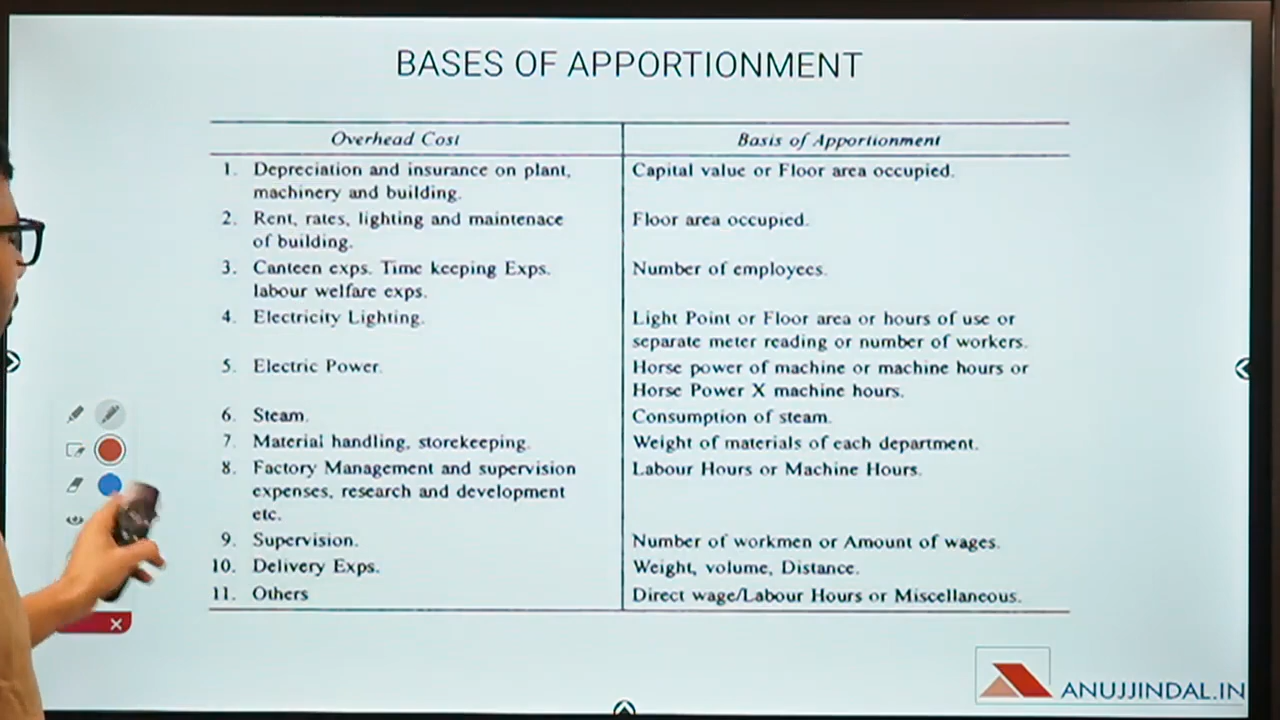 BASES OF APPORTIONMENT
Overhead Cost
Basis of Apportionment
1. Depreciation and insurance on plant,
machinery and building.
Capital value or Floor area occupied.
2. Rent, rates, lighting and maintenace
of building.
Floor area occupied.
3. Canteen exps. Time keeping Exps.
labour welfare exps.
Number of employees.
4. Electricity Lighting.
Light Point or Floor area or hours of use or
separate meter reading or number of workers.
5. Electric Power.
Horse power of machine or machine hours or
Horse Power X machine hours.
6. Steam.
Consumption of steam.
7. Material handling, storekeeping.
Weight of materials of each department.
8. Factory Management and supervision
expenses, research and development
etc.
Labour Hours or Machine Hours.
9. Supervision.
Number of workmen or Amount of wages.
10. Delivery Exps.
Weight, volume, Distance.
11. Others
Direct wage/Labour Hours or Miscellaneous.
ANUJJINDAL.IN